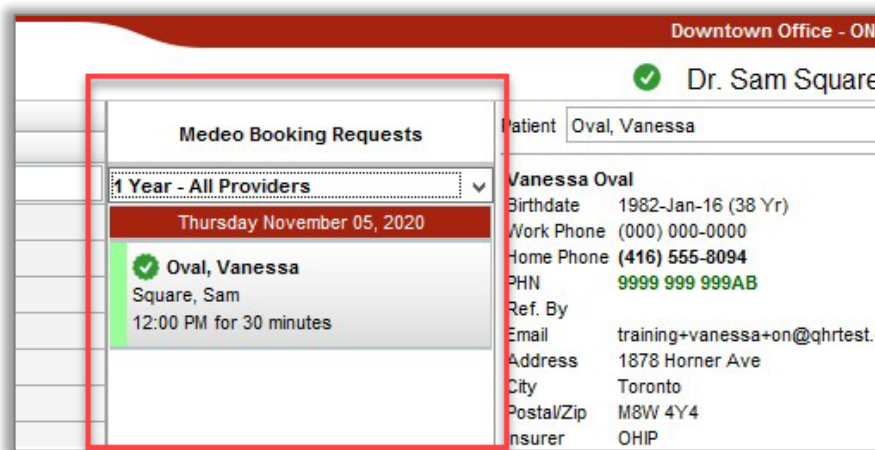 Downtown Office - ON
Dr. Sam Square
Medeo Booking Requests
1 Year - All Providers
Thursday November 05, 2020
Oval, Vanessa
Square, Sam
12:00 PM for 30 minutes
Patient Oval, Vanessa
Vanessa Oval
Birthdate 1982-Jan-16 (38 Yr)
Work Phone (000) 000-0000
Home Phone (416) 555-8094
PHN 9999 999 999AB
Ref. By
Email training+vanessa+on@qhrtest.
Address 1878 Horner Ave
City Toronto
Postal/Zip M8W 4Y4
Insurer OHIP